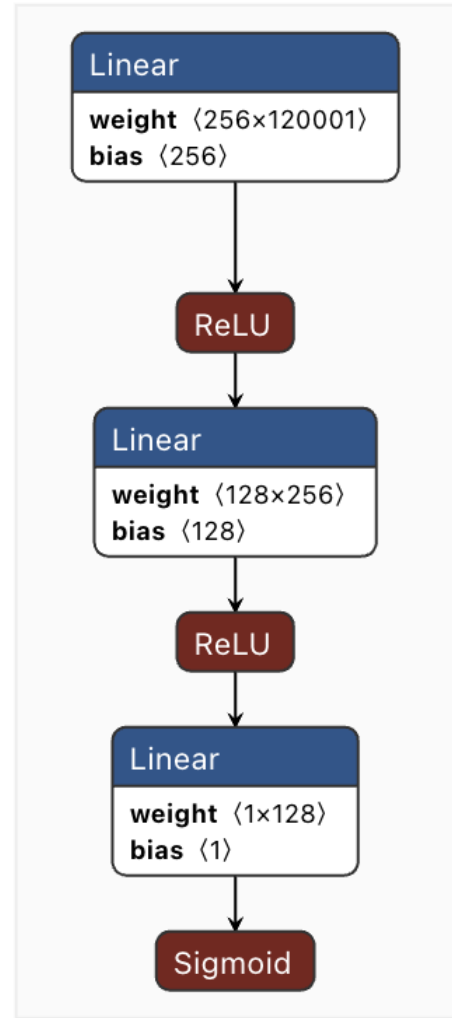 Linear
weight 〈256×120001〉
bias 〈256〉
ReLU
Linear
weight 〈128×256〉
bias 〈128〉
ReLU
Linear
weight 〈1×128〉
bias 〈1〉
Sigmoid